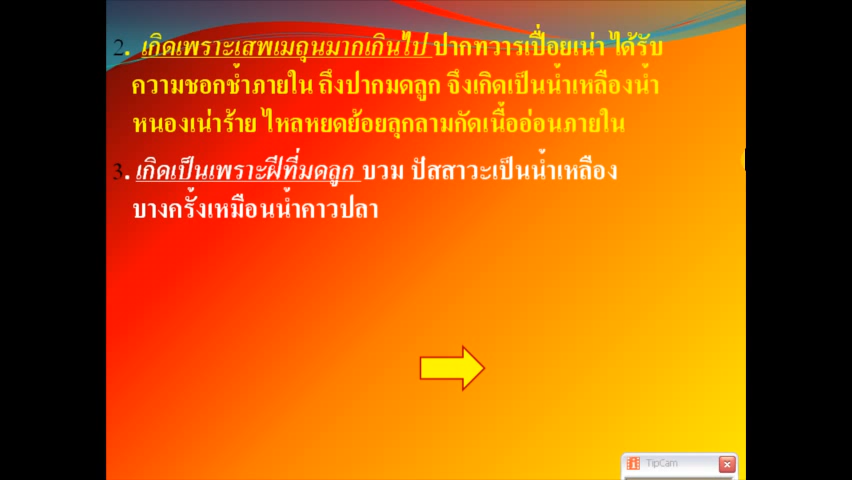 2. เกิดเพราะเสพเมถุนมากเกินไป ปากทวารเปื่อยเน่า ได้รับ
ความชอกช้ำภายใน ถึงปากมดลูก จึงเกิดเป็นน้ำเหลืองน้ำ
หนองเน่าร้าย ไหลหยดย้อยลุกลามกัดเนื้ออ่อนภายใน
3. เกิดเป็นเพราะฝีที่มดลูก บวม ปัสสาวะเป็นน้ำเหลือง
บางครั้งเหมือนน้ำคาวปลา
TipCam